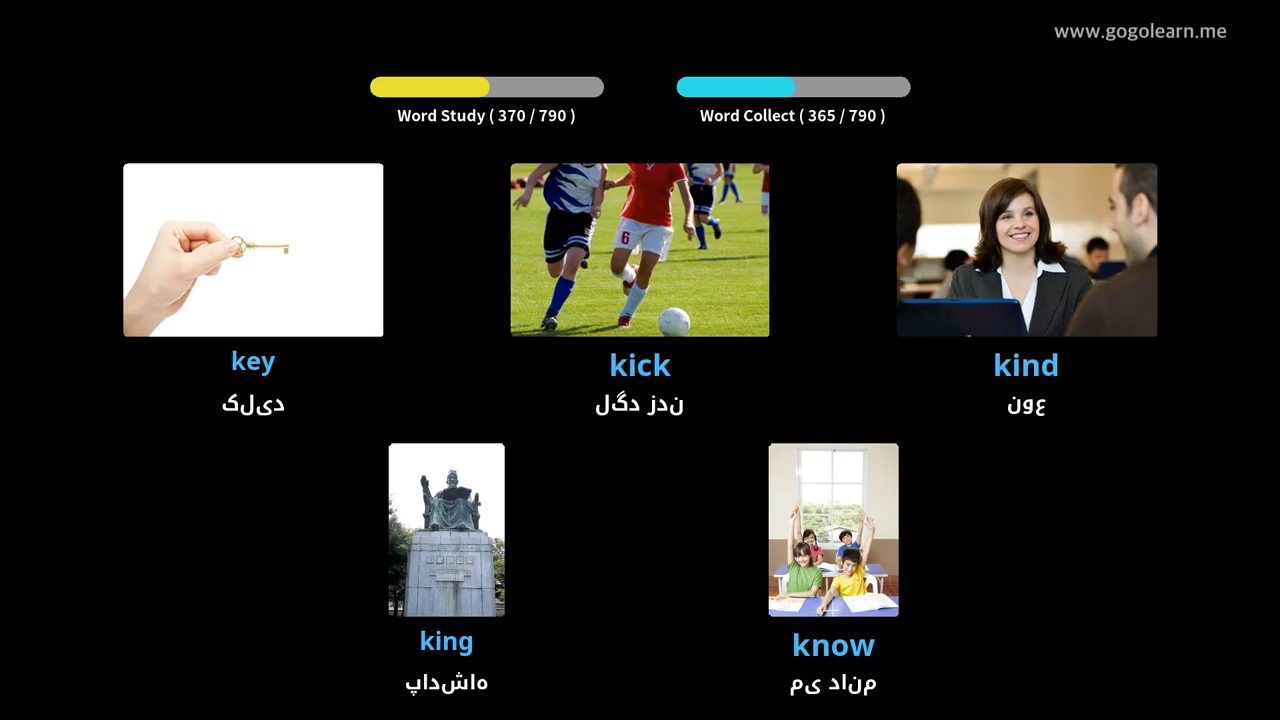 www.gogolearn.me
Word Study ( 370 / 790 )
Word Collect ( 365 / 790 )
key
کلید
kick
لگد زدن
kind
نوع
king
پادشاه
know
می دانم